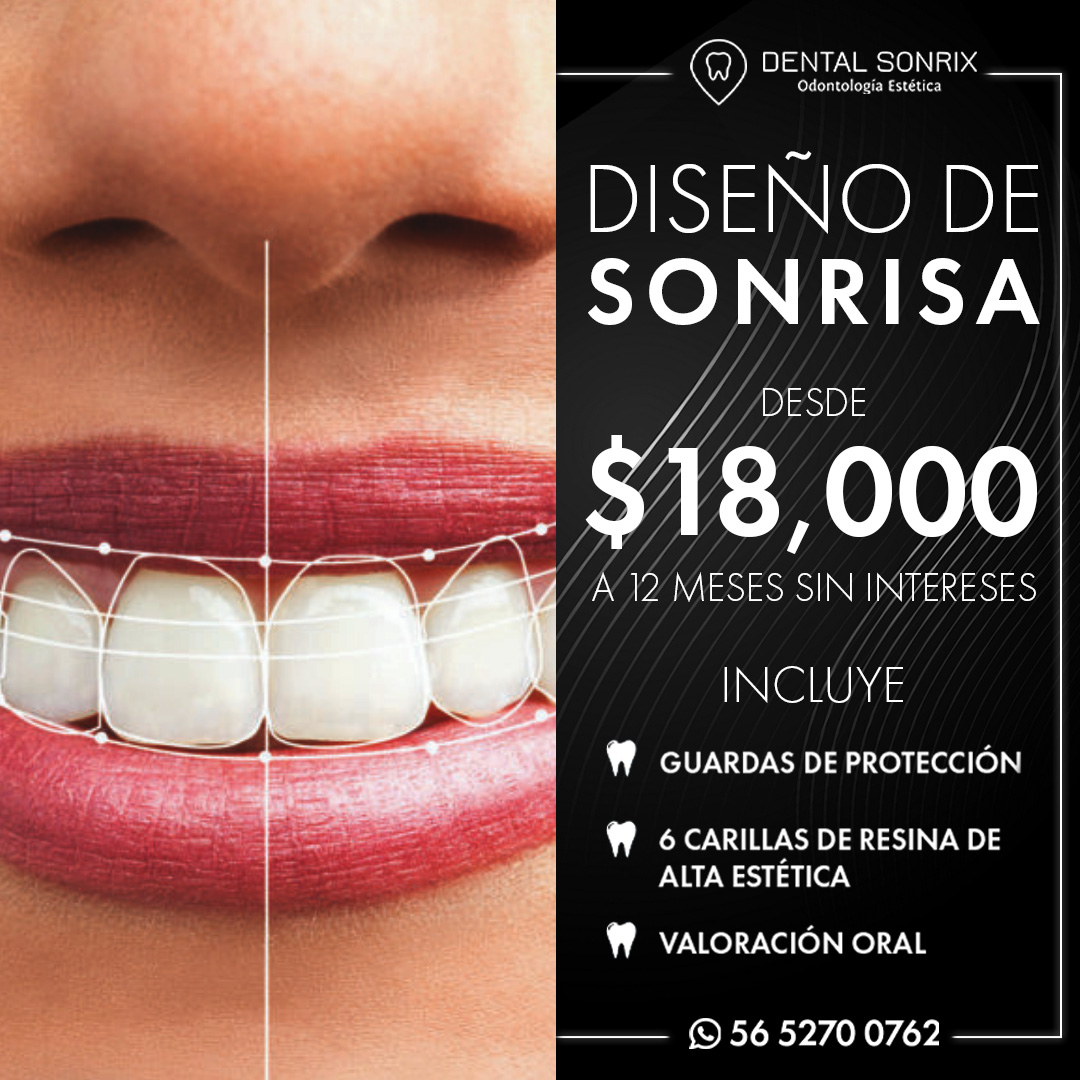 DENTAL SONRIX
Odontología Estética
DISEÑO DE
SONRISA
DESDE
$18,000
A 12 MESES SIN INTERESES
INCLUYE
GUARDAS DE PROTECCIÓN
6 CARILLAS DE RESINA DE
ALTA ESTÉTICA
VALORACIÓN ORAL
56 5270 0762